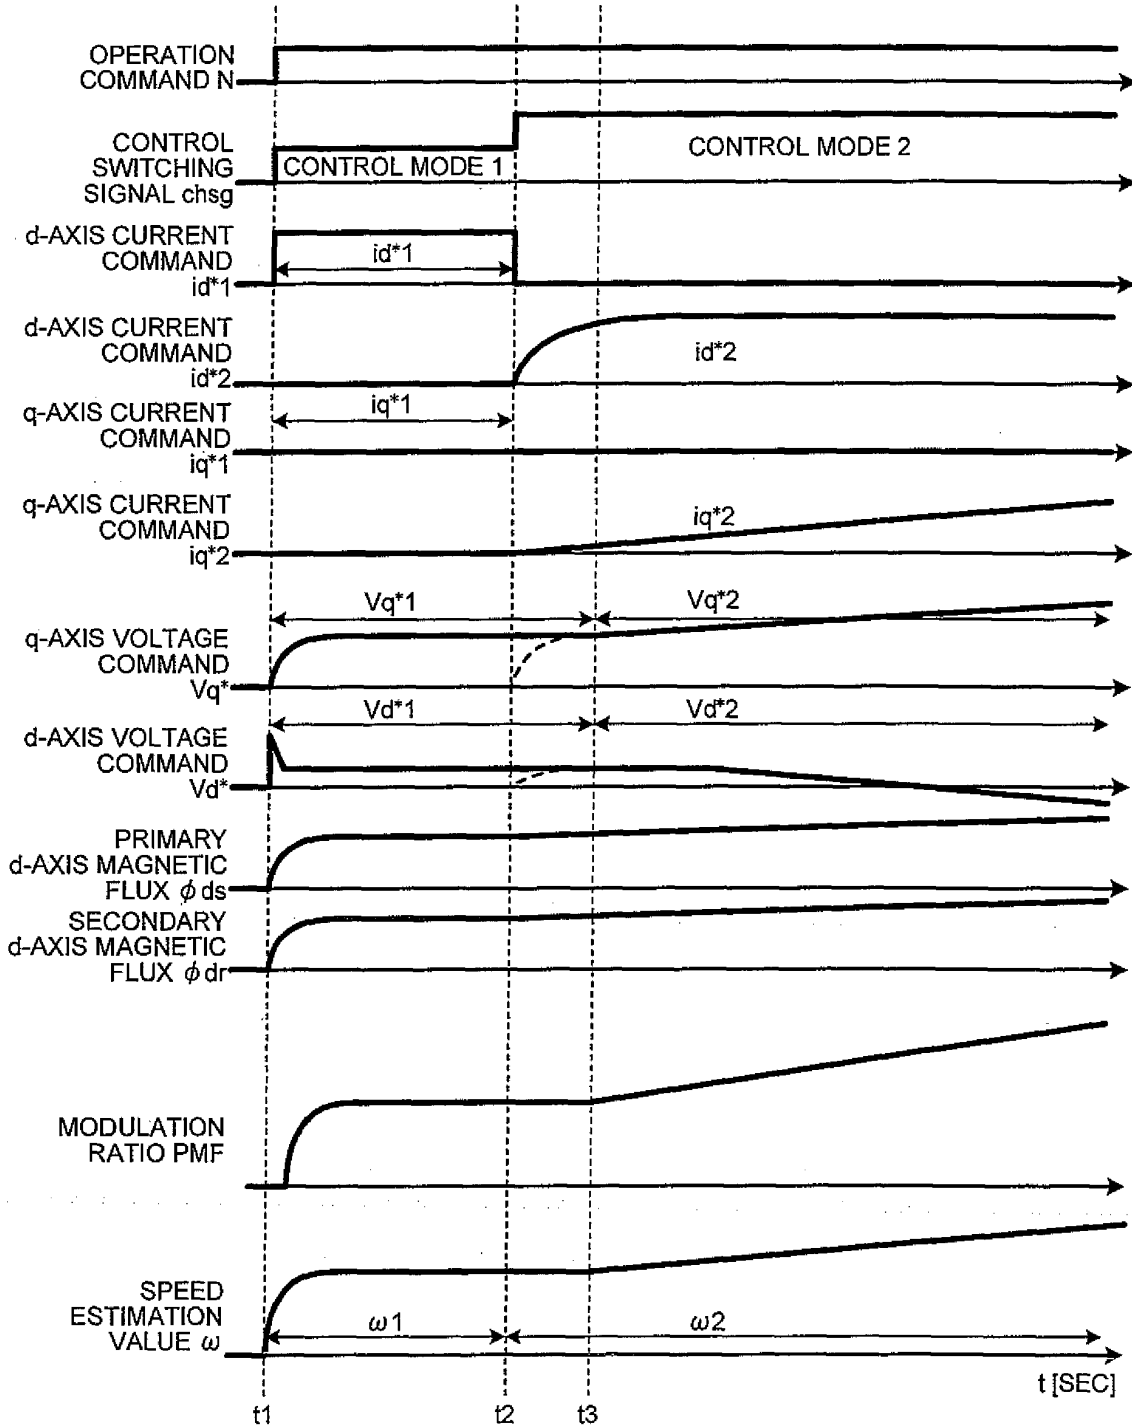 OPERATION
COMMAND N
CONTROL
SWITCHING
SIGNAL chsg
CONTROL MODE 1
CONTROL MODE 2
d-AXIS CURRENT
COMMAND
id*1
id*1
d-AXIS CURRENT
COMMAND
id*2
id*2
q-AXIS CURRENT
COMMAND
iq*1
iq*1
q-AXIS CURRENT
COMMAND
iq*2
iq*2
q-AXIS VOLTAGE
COMMAND
Vq*
Vq*1
Vq*2
d-AXIS VOLTAGE
COMMAND
Vd*
Vd*1
Vd*2
PRIMARY
d-AXIS MAGNETIC
FLUX ϕ ds
SECONDARY
d-AXIS MAGNETIC
FLUX ϕ dr
MODULATION
RATIO PMF
SPEED
ESTIMATION
VALUE ω
ω1
ω2
t [SEC]
t1
t2
t3